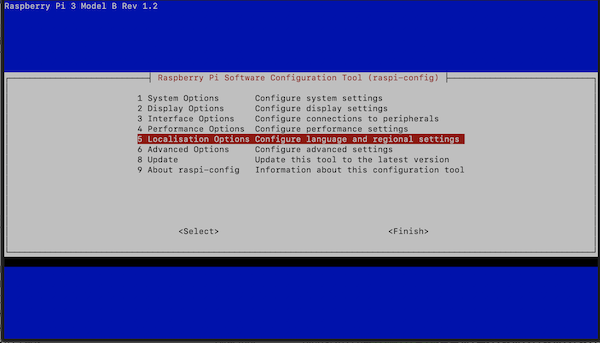 Raspberry Pi 3 Model B Rev 1.2
Raspberry Pi Software Configuration Tool (raspi-config)
1 System Options Configure system settings
2 Display Options Configure display settings
3 Interface Options Configure connections to peripherals
4 Performance Options Configure performance settings
5 Localisation Options Configure language and regional settings
6 Advanced Options Configure advanced settings
8 Update Update this tool to the latest version
9 About raspi-config Information about this configuration tool
<Select> <Finish>